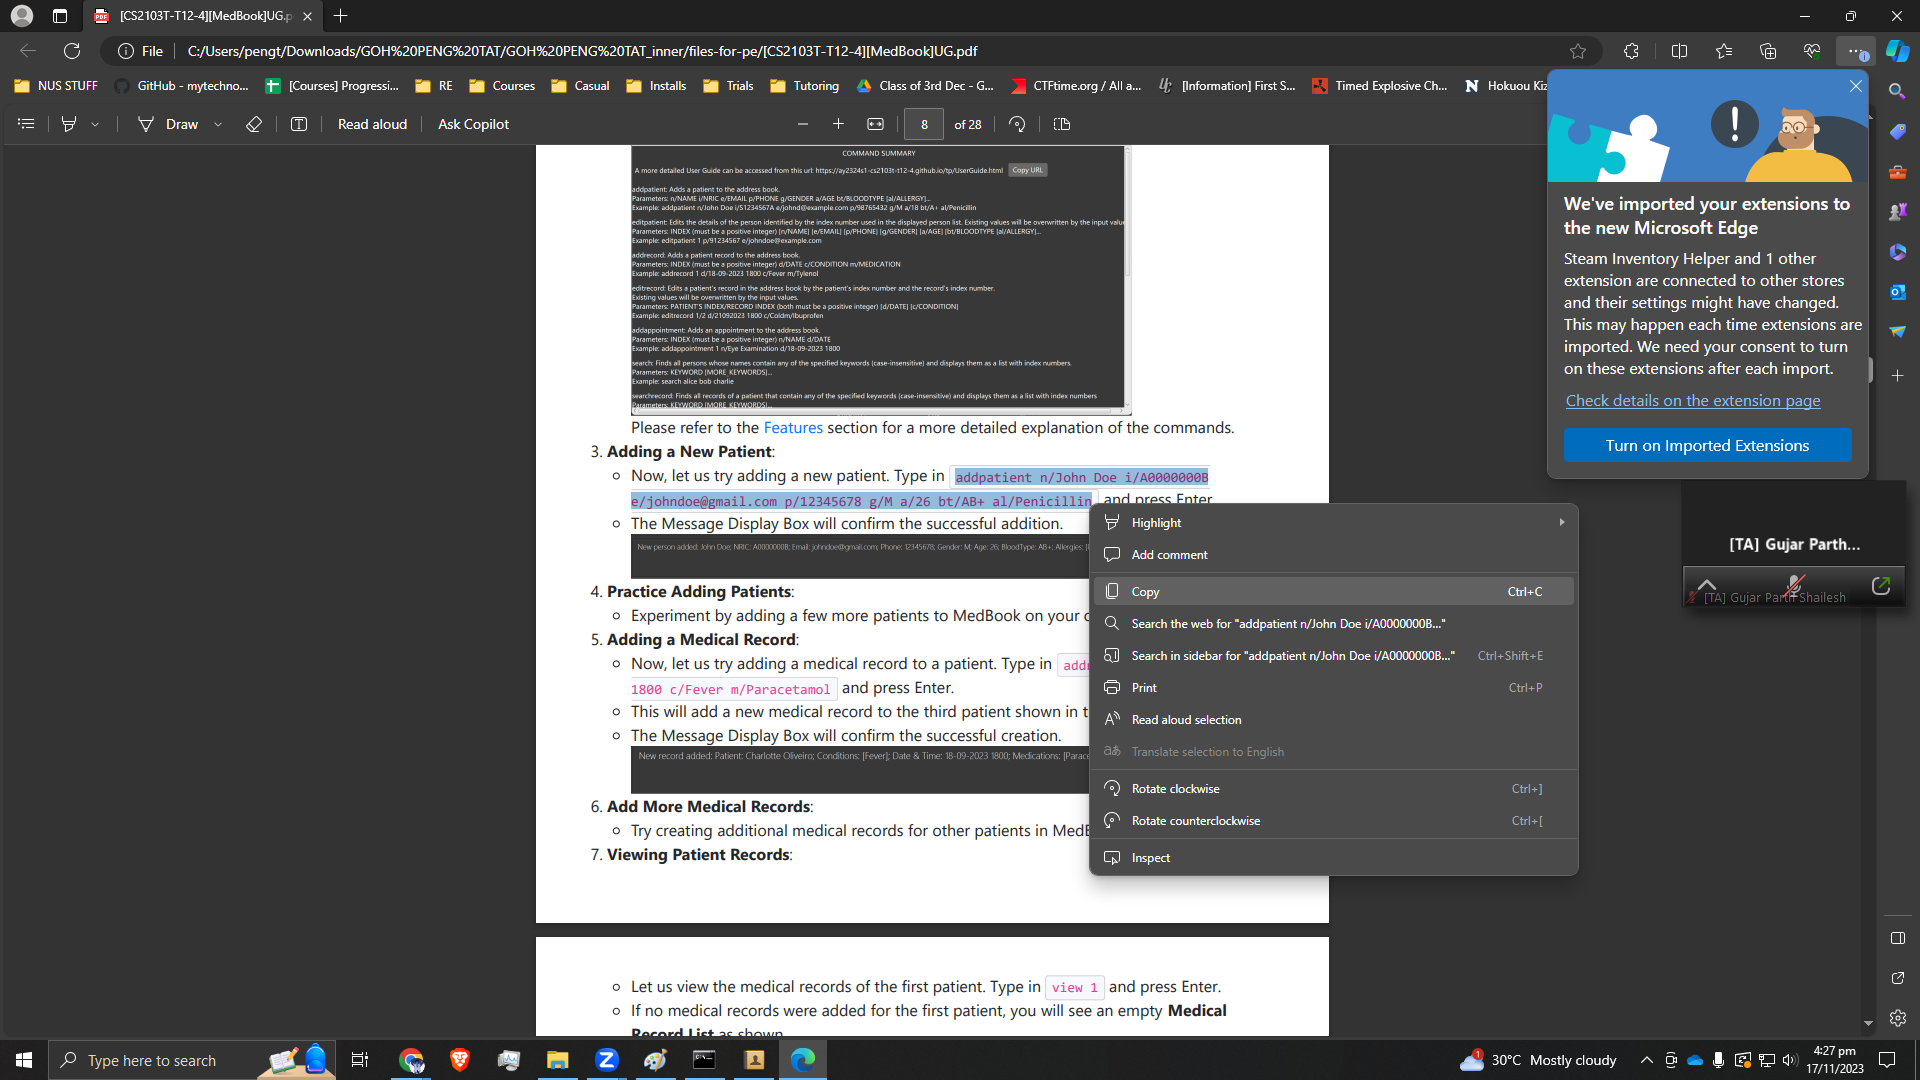 [CS2103T-T12-4][MedBook]UG.p
File
C:/Users/pengt/Downloads/GOH%20PENG%20TAT/GOH%20PENG%20TAT_inner/files-for-pe/[CS2103T-T12-4][MedBook]UG.pdf
NUS STUFF
GitHub - mytechno...
[Courses] Progressi...
RE
Courses
Casual
Installs
Trials
Tutoring
Class of 3rd Dec - G...
CTFtime.org / All a...
[Information] First S...
Timed Explosive Ch...
Hokuou Kiz
Draw
Read aloud
Ask Copilot
8
of 28
COMMAND SUMMARY
A more detailed User Guide can be accessed from this url: https://ay2324s1-cs2103t-t12-4.github.io/tp/UserGuide.html
Copy URL
addpatient: Adds a patient to the address book.
Parameters: n/NAME i/NRIC e/EMAIL p/PHONE g/GENDER a/AGE bt/BLOODTYPE [al/ALLERGY]...
Example: addpatient n/John Doe i/S1234567A e/johnd@example.com p/98765432 g/M a/18 bt/A+ al/Penicillin
editpatient: Edits the details of the person identified by the index number used in the displayed person list. Existing values will be overwritten by the input valu
Parameters: INDEX (must be a positive integer) [n/NAME] [e/EMAIL] [p/PHONE] [g/GENDER] [a/AGE] [bt/BLOODTYPE [al/ALLERGY]...
Example: editpatient 1 p/91234567 e/johndoe@example.com
addrecord: Adds a patient record to the address book.
Parameters: INDEX (must be a positive integer) d/DATE c/CONDITION m/MEDICATION
Example: addrecord 1 d/18-09-2023 1800 c/Fever m/Tylenol
editrecord: Edits a patient's record in the address book by the patient's index number and the record's index number.
Existing values will be overwritten by the input values.
Parameters: PATIENT'S INDEX/RECORD INDEX (both must be a positive integer) [d/DATE] [c/CONDITION]
Example: editrecord 1/2 d/21092023 1800 c/Coldm/Ibuprofen
addappointment: Adds an appointment to the address book.
Parameters: INDEX (must be a positive integer) n/NAME d/DATE
Example: addappointment 1 n/Eye Examination d/18-09-2023 1800
search: Finds all persons whose names contain any of the specified keywords (case-insensitive) and displays them as a list with index numbers.
Parameters: KEYWORD [MORE_KEYWORDS]...
Example: search alice bob charlie
searchrecord: Finds all records of a patient that contain any of the specified keywords (case-insensitive) and displays them as a list with index numbers
Parameters: KEYWORD [MORE_KEYWORDS]...
Please refer to the Features section for a more detailed explanation of the commands.
3. Adding a New Patient:
Now, let us try adding a new patient. Type in addpatient n/John Doe i/A0000000B
e/johndoe@gmail.com p/12345678 g/M a/26 bt/AB+ al/Penicillin and press Enter
The Message Display Box will confirm the successful addition.
New person added: John Doe; NRIC: A0000000B; Email: johndoe@gmail.com; Phone: 12345678; Gender: M; Age: 26; BloodType: AB+; Allergies: [
4. Practice Adding Patients:
Experiment by adding a few more patients to MedBook on your
5. Adding a Medical Record:
Now, let us try adding a medical record to a patient. Type in add
1800 c/Fever m/Paracetamol and press Enter.
This will add a new medical record to the third patient shown in t
The Message Display Box will confirm the successful creation.
New record added: Patient: Charlotte Oliveiro; Conditions: [Fever]; Date & Time: 18-09-2023 1800; Medications: [Parace
6. Add More Medical Records:
Try creating additional medical records for other patients in Med
7. Viewing Patient Records:
Let us view the medical records of the first patient. Type in view 1 and press Enter.
If no medical records were added for the first patient, you will see an empty Medical
Record List as shown
Highlight
Add comment
Copy Ctrl+C
Search the web for "addpatient n/John Doe i/A0000000B..."
Search in sidebar for "addpatient n/John Doe i/A0000000B..." Ctrl+Shift+E
Print Ctrl+P
Read aloud selection
Translate selection to English
Rotate clockwise Ctrl+]
Rotate counterclockwise Ctrl+[
Inspect
We've imported your extensions to
the new Microsoft Edge
Steam Inventory Helper and 1 other
extension are connected to other stores
and their settings might have changed.
This may happen each time extensions are
imported. We need your consent to turn
on these extensions after each import.
Check details on the extension page
Turn on Imported Extensions
[TA] Gujar Parth...
[TA] Gujar Parth Shailesh
Type here to search
1
30°C Mostly cloudy
4:27 pm
17/11/2023